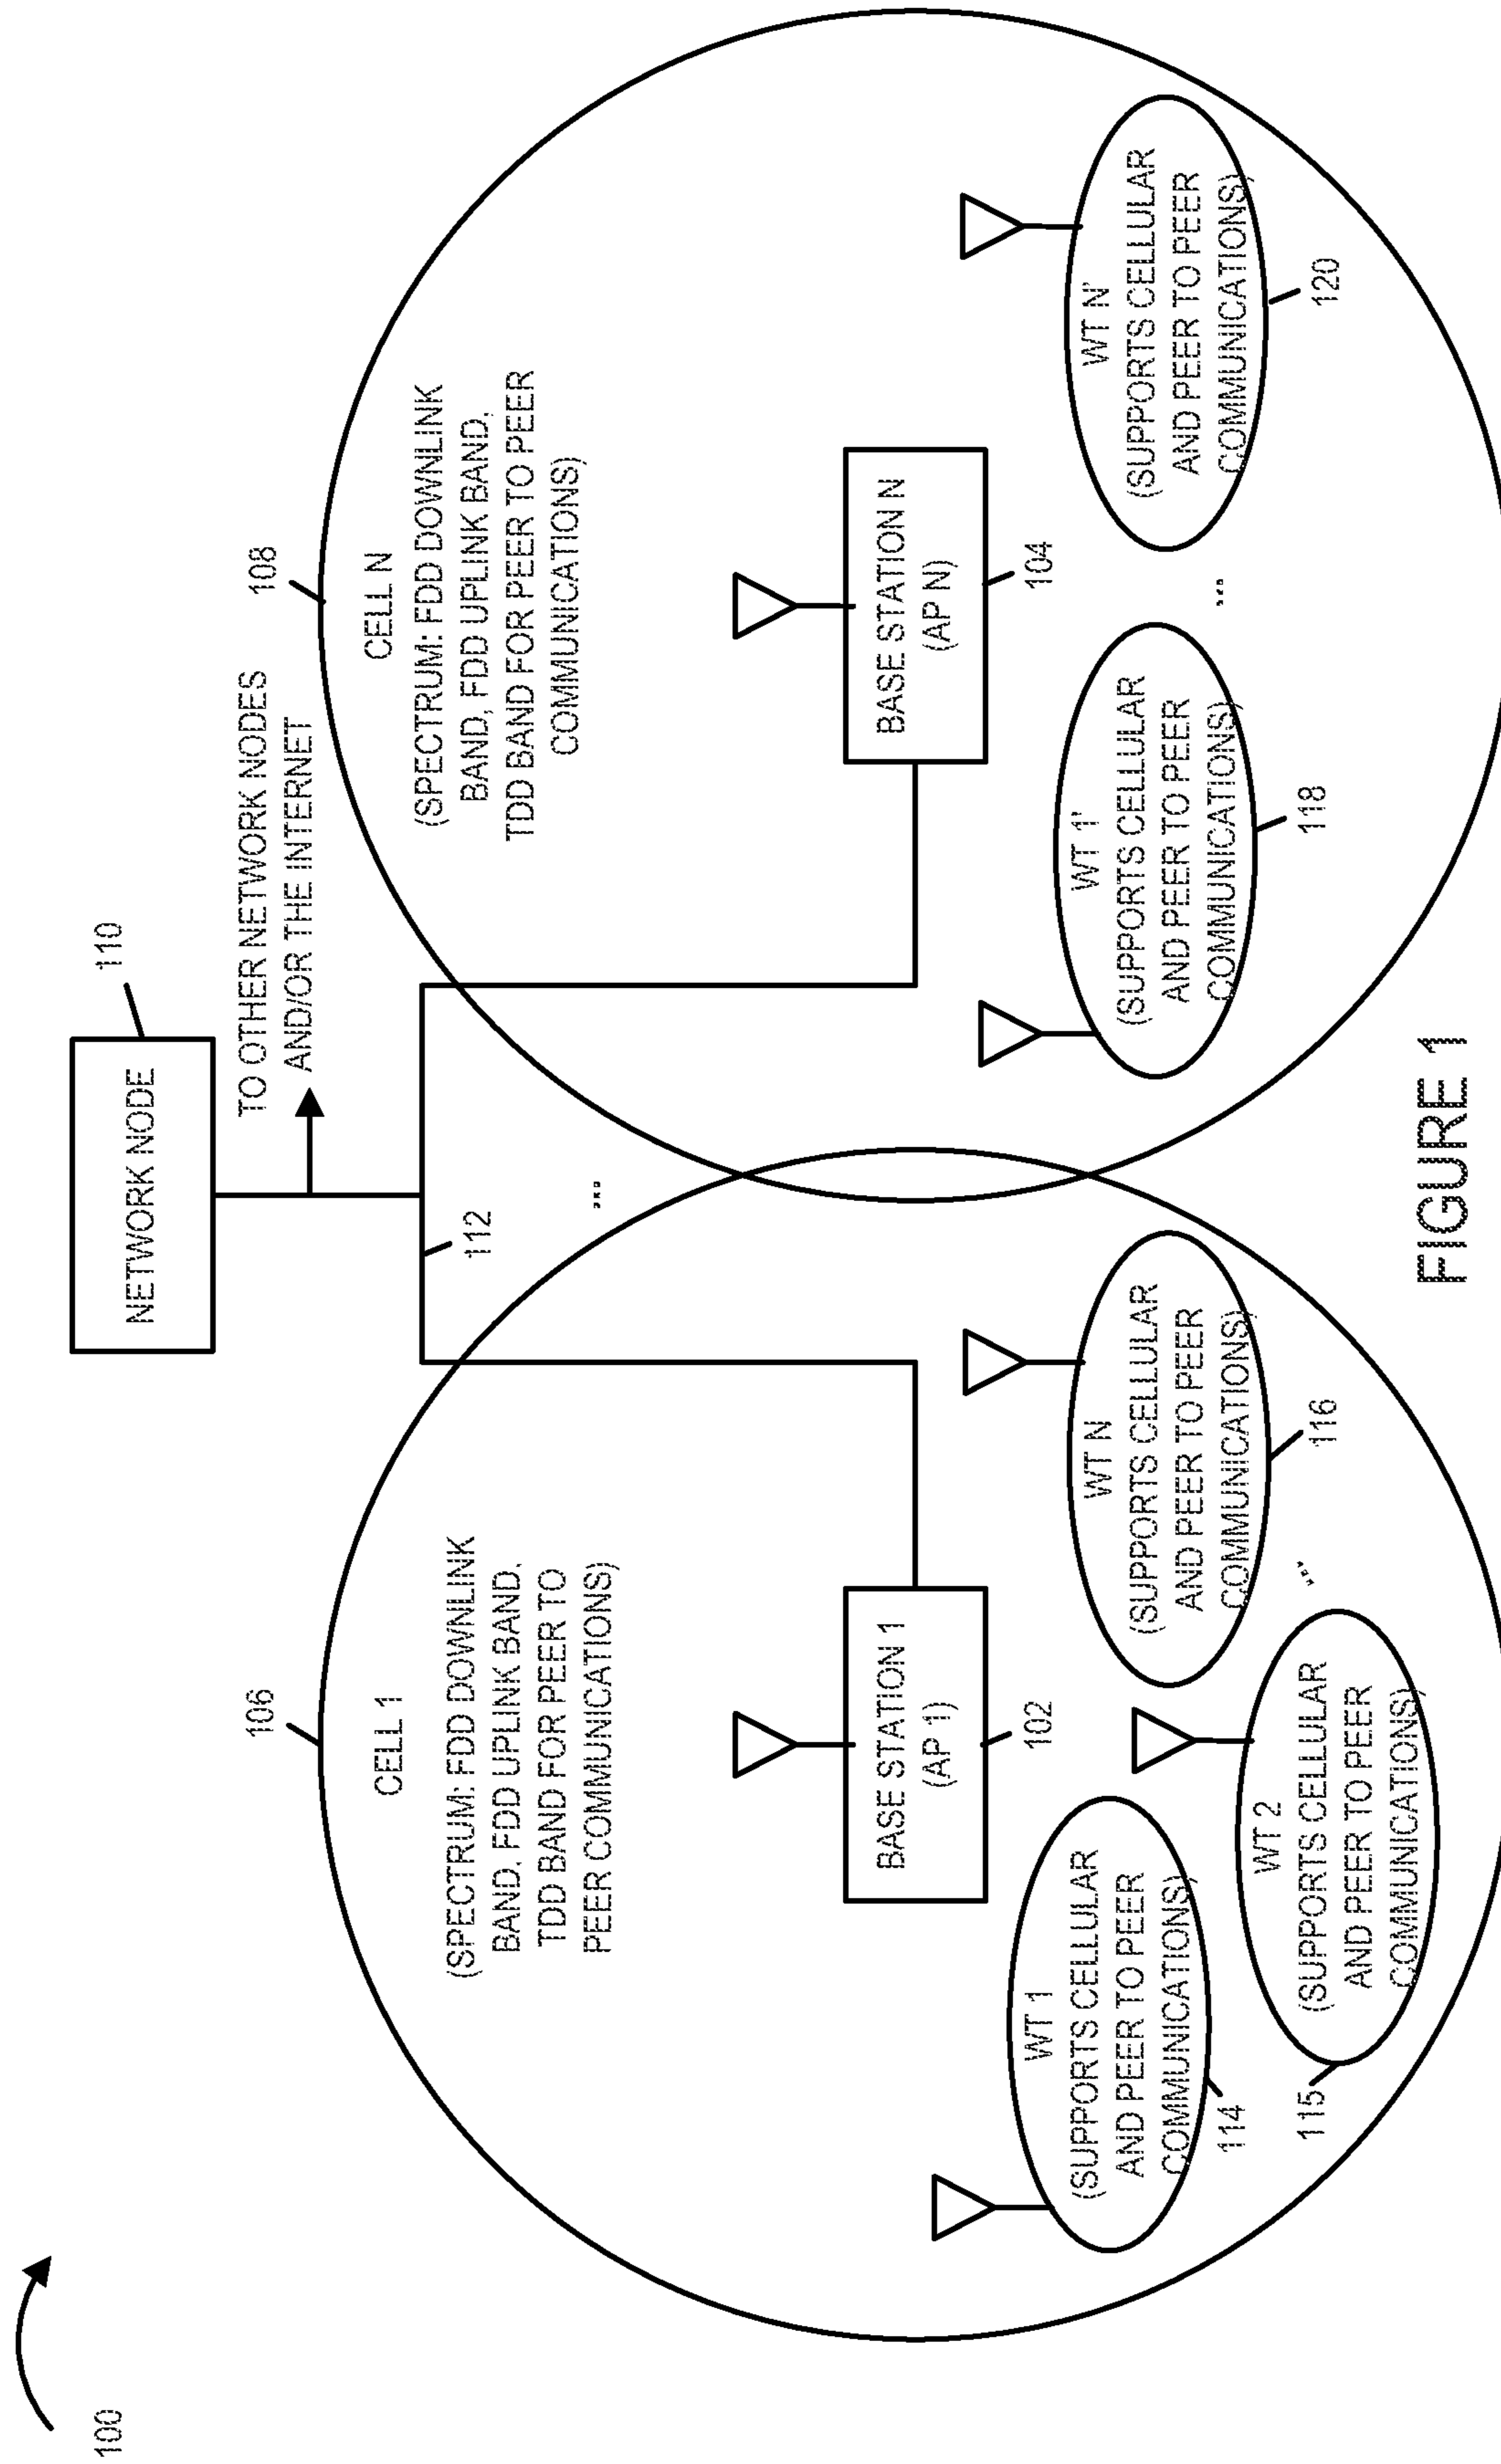 100
NETWORK NODE
110
TO OTHER NETWORK NODES
AND/OR THE INTERNET
112
...
106
CELL 1
(SPECTRUM: FDD DOWNLINK
BAND, FDD UPLINK BAND,
TDD BAND FOR PEER TO
PEER COMMUNICATIONS)
BASE STATION 1
(AP 1)
102
WT 1
(SUPPORTS CELLULAR
AND PEER TO PEER
COMMUNICATIONS)
114
WT 2
(SUPPORTS CELLULAR
AND PEER TO PEER
COMMUNICATIONS)
115
...
WT N
(SUPPORTS CELLULAR
AND PEER TO PEER
COMMUNICATIONS)
116
108
CELL N
(SPECTRUM: FDD DOWNLINK
BAND, FDD UPLINK BAND,
TDD BAND FOR PEER TO PEER
COMMUNICATIONS)
BASE STATION N
(AP N)
104
WT 1'
(SUPPORTS CELLULAR
AND PEER TO PEER
COMMUNICATIONS)
118
...
WT N'
(SUPPORTS CELLULAR
AND PEER TO PEER
COMMUNICATIONS)
120
FIGURE 1